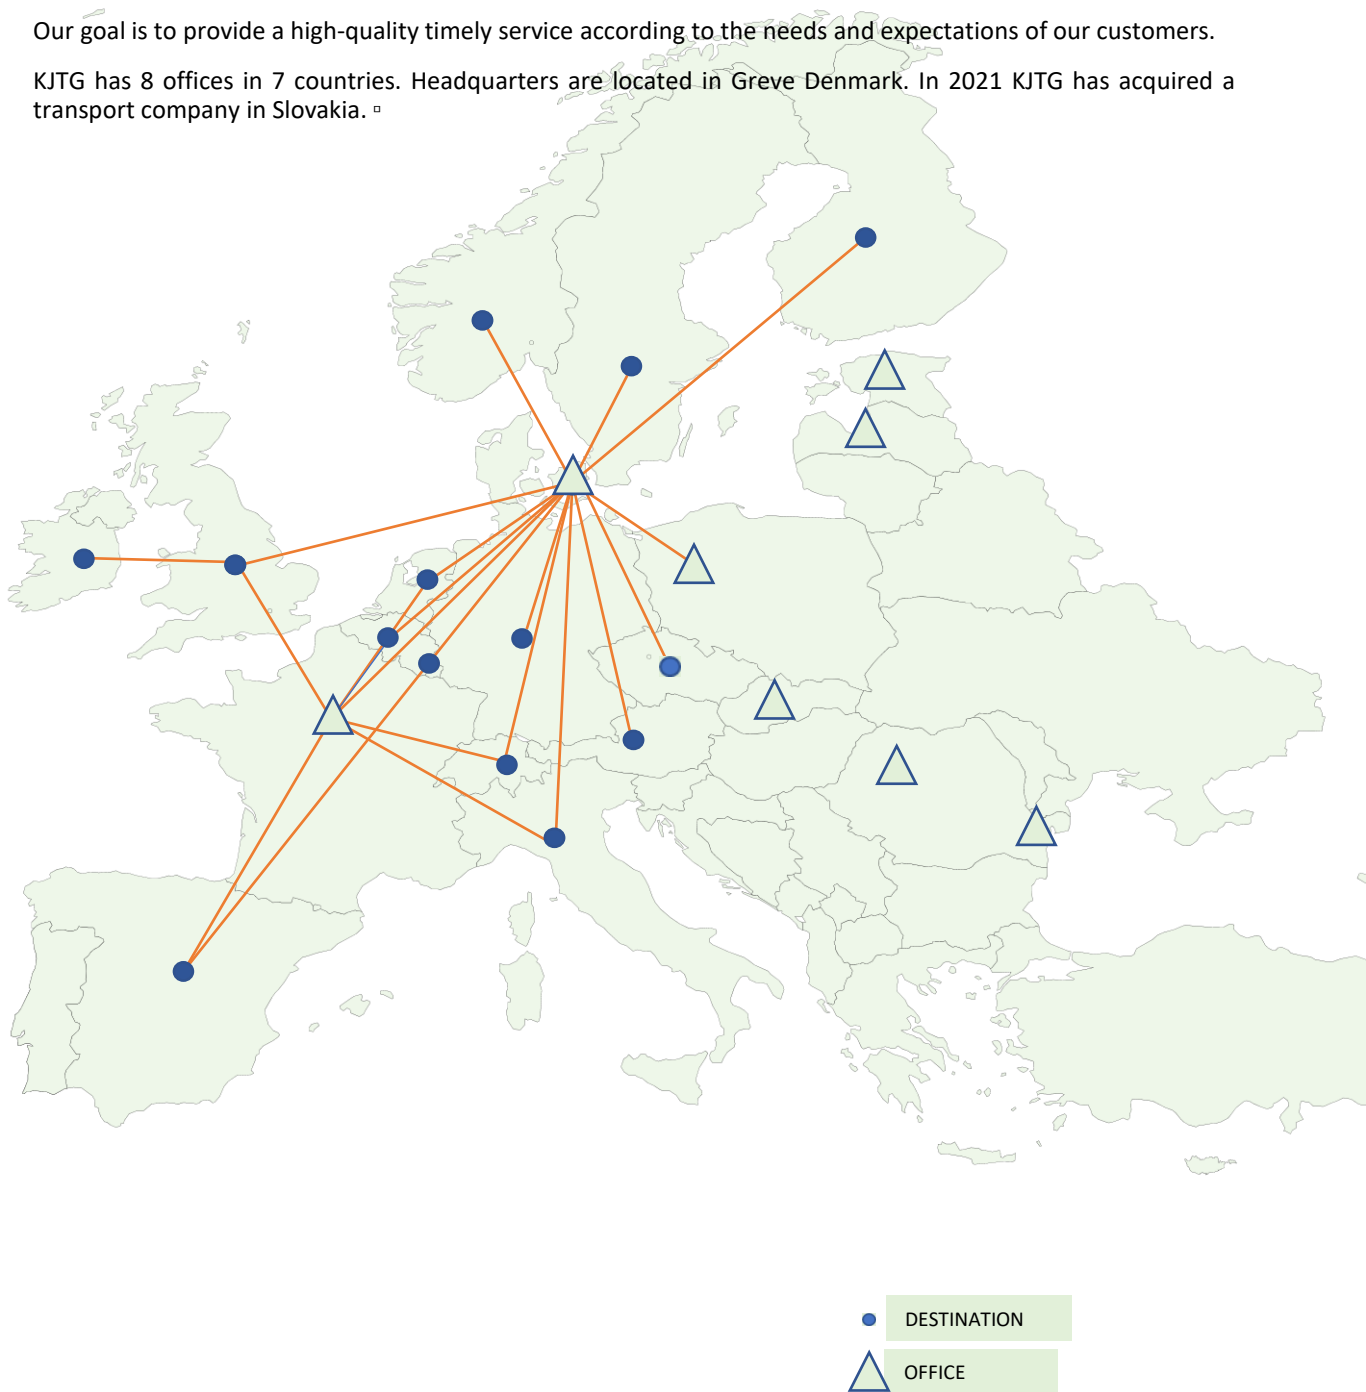 Our goal is to provide a high-quality timely service according to the needs and expectations of our customers.
KJTG has 8 offices in 7 countries. Headquarters are located in Greve Denmark. In 2021 KJTG has acquired a
transport company in Slovakia. ▫
DESTINATION
OFFICE